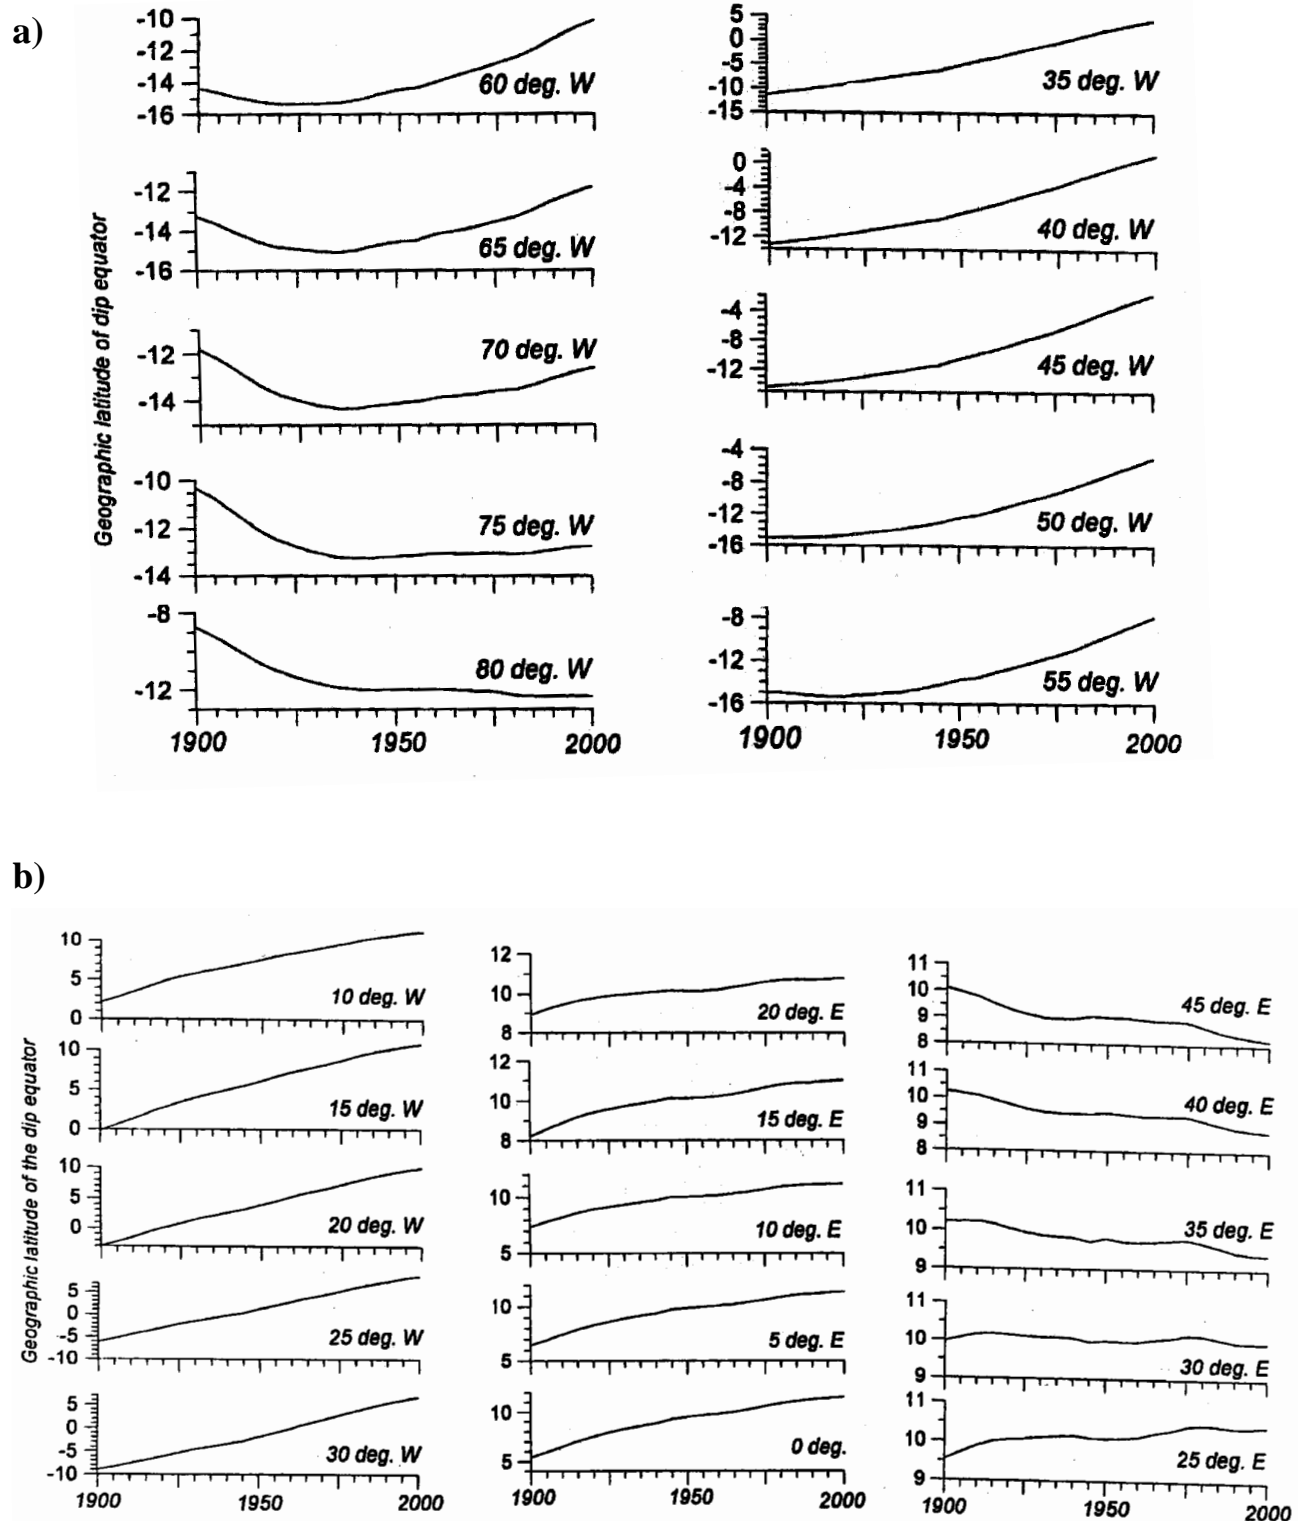 a)
Geographic latitude of dip equator
-10
-12
-14
-16
60 deg. W
-12
-14
-16
65 deg. W
-12
-14
70 deg. W
-10
-12
-14
75 deg. W
-8
-12
80 deg. W
1900 1950 2000
5
0
-5
-10
-15
35 deg. W
0
-4
-8
-12
40 deg. W
-4
-8
-12
45 deg. W
-4
-8
-12
-16
50 deg. W
-8
-12
-16
55 deg. W
1900 1950 2000
b)
Geographic latitude of the dip equator
10
5
0
10 deg. W
10
5
0
15 deg. W
10
5
0
20 deg. W
5
0
-5
-10
25 deg. W
5
0
-5
-10
30 deg. W
1900 1950 2000
12
10
8
20 deg. E
12
10
8
15 deg. E
10
5
10 deg. E
10
5
5 deg. E
10
5
0 deg.
1900 1950 2000
11
10
9
8
45 deg. E
11
10
9
8
40 deg. E
11
10
9
35 deg. E
11
10
9
30 deg. E
11
10
9
25 deg. E
1900 1950 2000